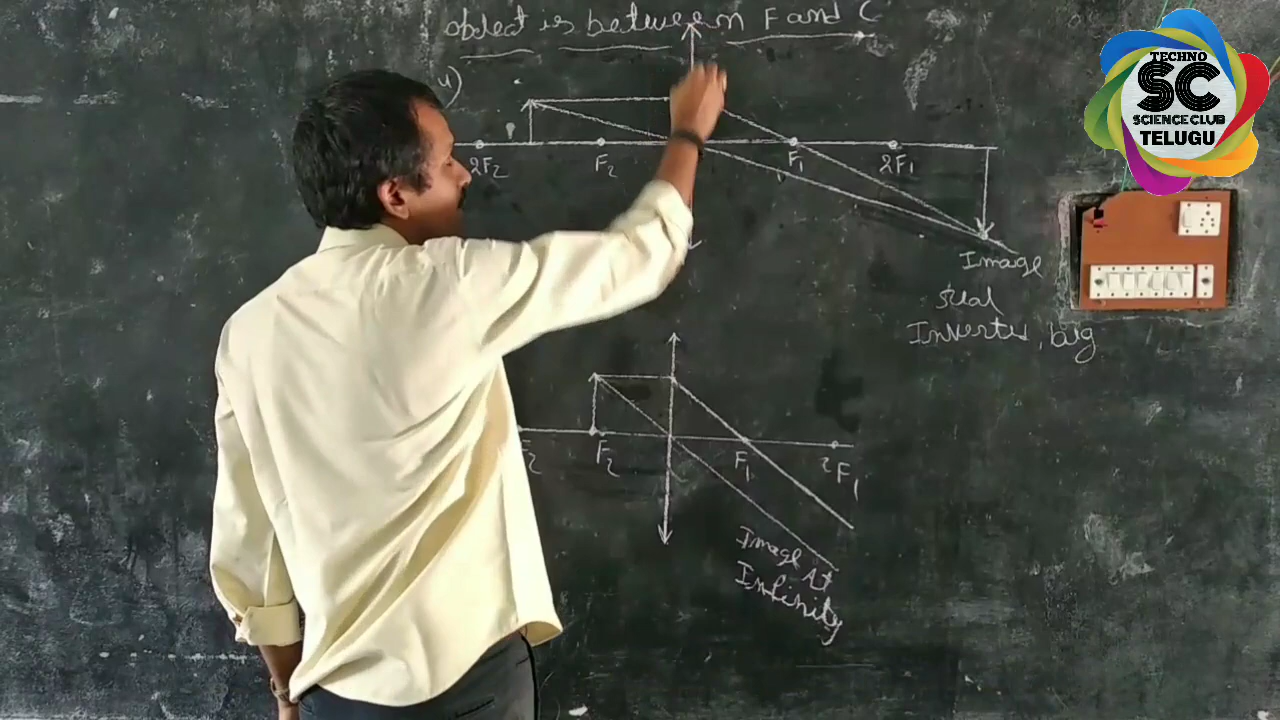 object is between F and C
4)
2F2 F2 F1 2F1
Image
real
Inverted, big
F2 F1 2F1
Image At
Infinity
TECHNO
SC
SCIENCE CLUB
TELUGU